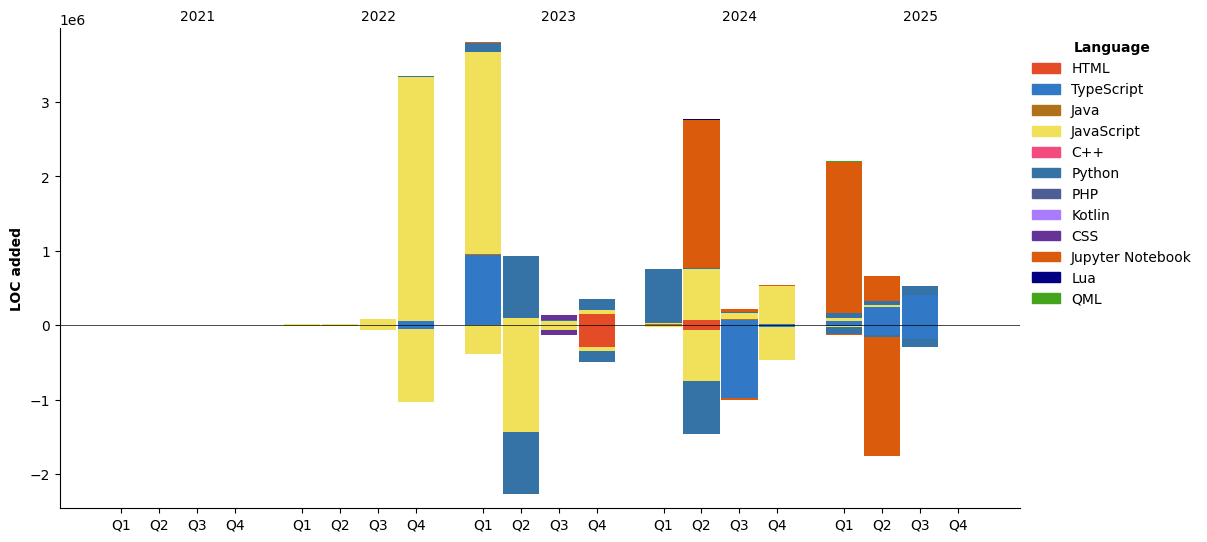 2021 2022 2023 2024 2025
1e6
LOC added
3
2
1
0
−1
−2
Q1 Q2 Q3 Q4 Q1 Q2 Q3 Q4 Q1 Q2 Q3 Q4 Q1 Q2 Q3 Q4 Q1 Q2 Q3 Q4
Language
HTML
TypeScript
Java
JavaScript
C++
Python
PHP
Kotlin
CSS
Jupyter Notebook
Lua
QML